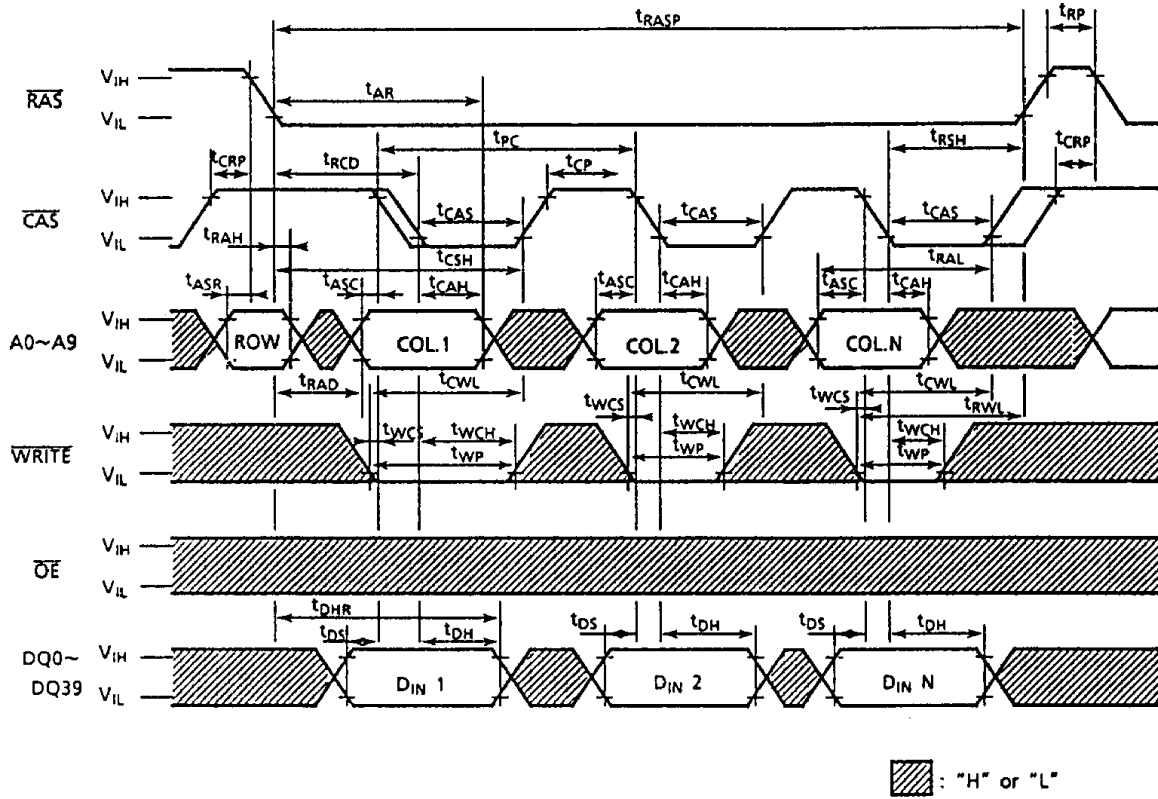 tRASP tRP
VIH
RAS
VIL
tAR
tPC tRSH
tCRP tRCD tCP tCRP
VIH
CAS
VIL
tCAS tCAS tCAS
tRAH
tCSH tRAL
tASR tASC tCAH tASC tCAH tASC tCAH
VIH
A0~A9 ROW COL.1 COL.2 COL.N
VIL
tRAD tCWL tCWL tCWL
tWCS tWCS tRWL
VIH
WRITE
VIL
tWCS tWCH tWCH tWCH
tWP tWP tWP
VIH
OE
VIL
tDHR
tDS tDH tDS tDH tDS tDH
DQ0~ VIH
DQ39 VIL
DIN 1 DIN 2 DIN N
: "H" or "L"